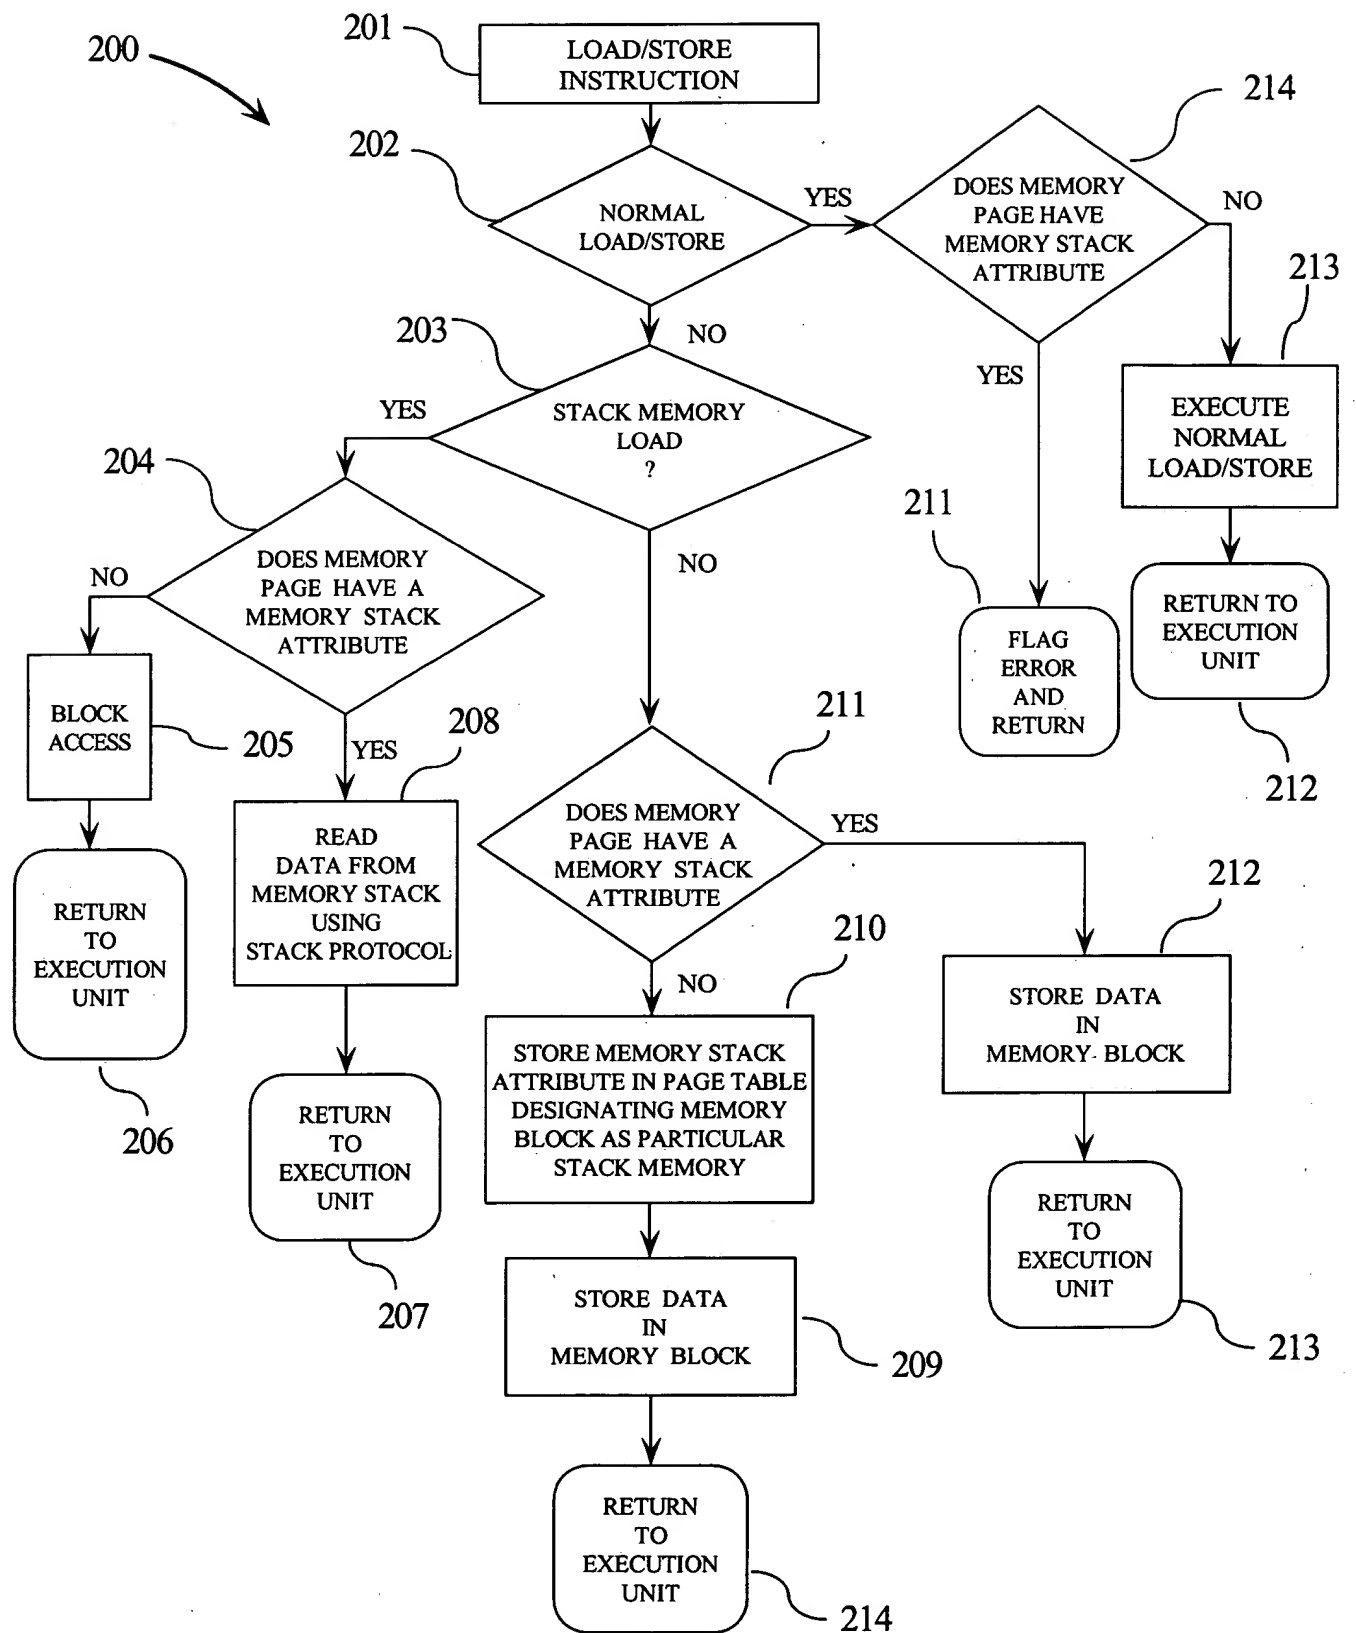 200
201
LOAD/STORE
INSTRUCTION
202
NORMAL
LOAD/STORE
YES
214
DOES MEMORY
PAGE HAVE
MEMORY STACK
ATTRIBUTE
NO
213
EXECUTE
NORMAL
LOAD/STORE
RETURN TO
EXECUTION
UNIT
212
YES
211
FLAG
ERROR
AND
RETURN
NO
203
STACK MEMORY
LOAD
?
YES
204
DOES MEMORY
PAGE HAVE A
MEMORY STACK
ATTRIBUTE
NO
BLOCK
ACCESS
205
RETURN
TO
EXECUTION
UNIT
206
YES
208
READ
DATA FROM
MEMORY STACK
USING
STACK PROTOCOL
RETURN
TO
EXECUTION
UNIT
207
NO
211
DOES MEMORY
PAGE HAVE A
MEMORY STACK
ATTRIBUTE
YES
212
STORE DATA
IN
MEMORY- BLOCK
RETURN
TO
EXECUTION
UNIT
213
NO
210
STORE MEMORY STACK
ATTRIBUTE IN PAGE TABLE
DESIGNATING MEMORY
BLOCK AS PARTICULAR
STACK MEMORY
STORE DATA
IN
MEMORY BLOCK
209
RETURN
TO
EXECUTION
UNIT
214